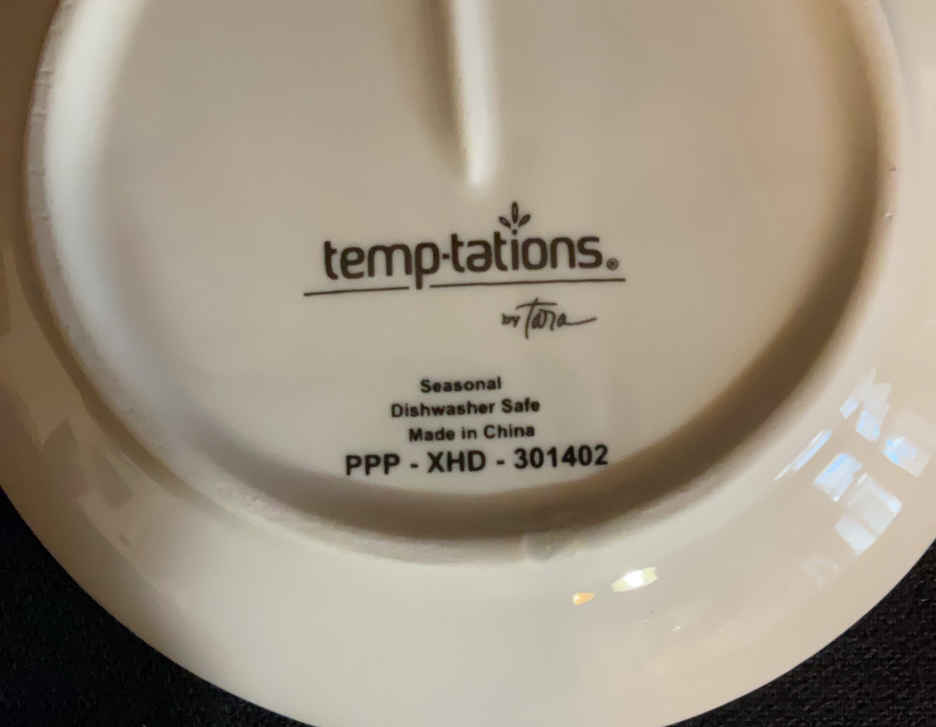 temp·tations®
by Tara
Seasonal
Dishwasher Safe
Made in China
PPP - XHD - 301402